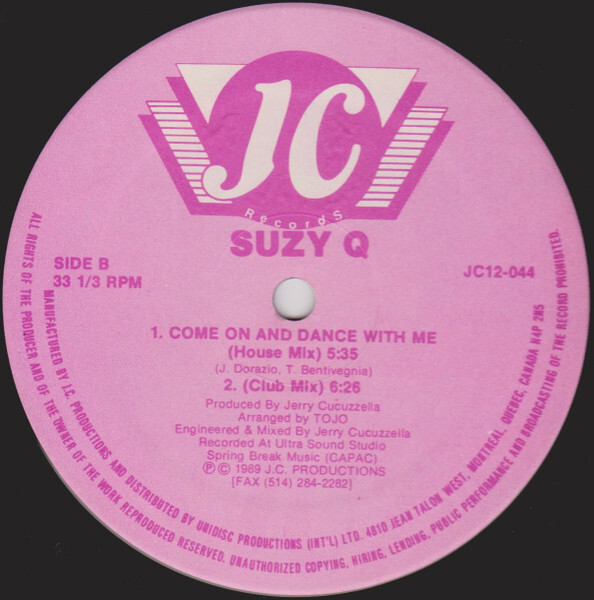 JC
Records
SUZY Q
SIDE B
33 1/3 RPM
JC12-044
1. COME ON AND DANCE WITH ME
(House Mix) 5:35
(J. Dorazio, T. Bentivegnia)
2. (Club Mix) 6:26
Produced By Jerry Cucuzzella
Arranged by TOJO
Engineered & Mixed By Jerry Cucuzzella
Recorded At Ultra Sound Studio
Spring Break Music (CAPAC)
Ⓟ © 1989 J.C. PRODUCTIONS
[FAX (514) 284-2282]
MANUFACTURED BY J.C. PRODUCTIONS AND DISTRIBUTED BY UNIDISC PRODUCTIONS (INT'L) LTD. 4810 JEAN TALON WEST, MONTREAL, QUEBEC, CANADA N4P 2N5
ALL RIGHTS OF THE PRODUCER AND OF THE OWNER OF THE WORK REPRODUCED RESERVED. UNAUTHORIZED COPYING, HIRING, LENDING, PUBLIC PERFORMANCE AND BROADCASTING OF THE RECORD PROHIBITED.